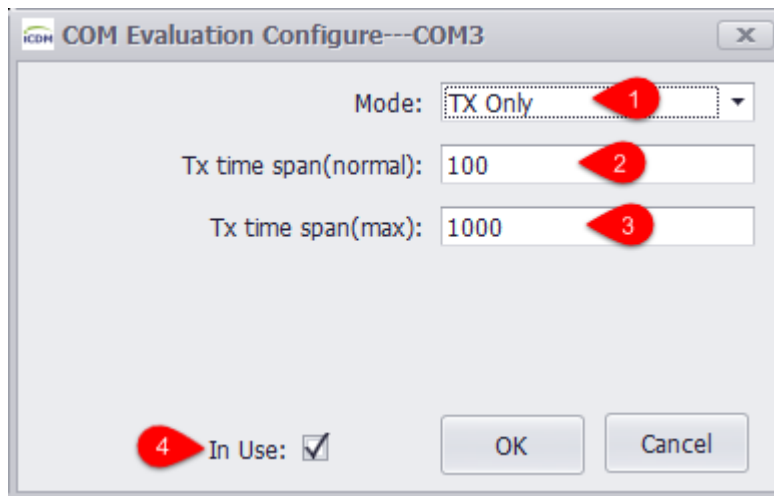 iCDM COM Evaluation Configure---COM3
Mode: TX Only 1
Tx time span(normal): 100 2
Tx time span(max): 1000 3
4 In Use: OK Cancel